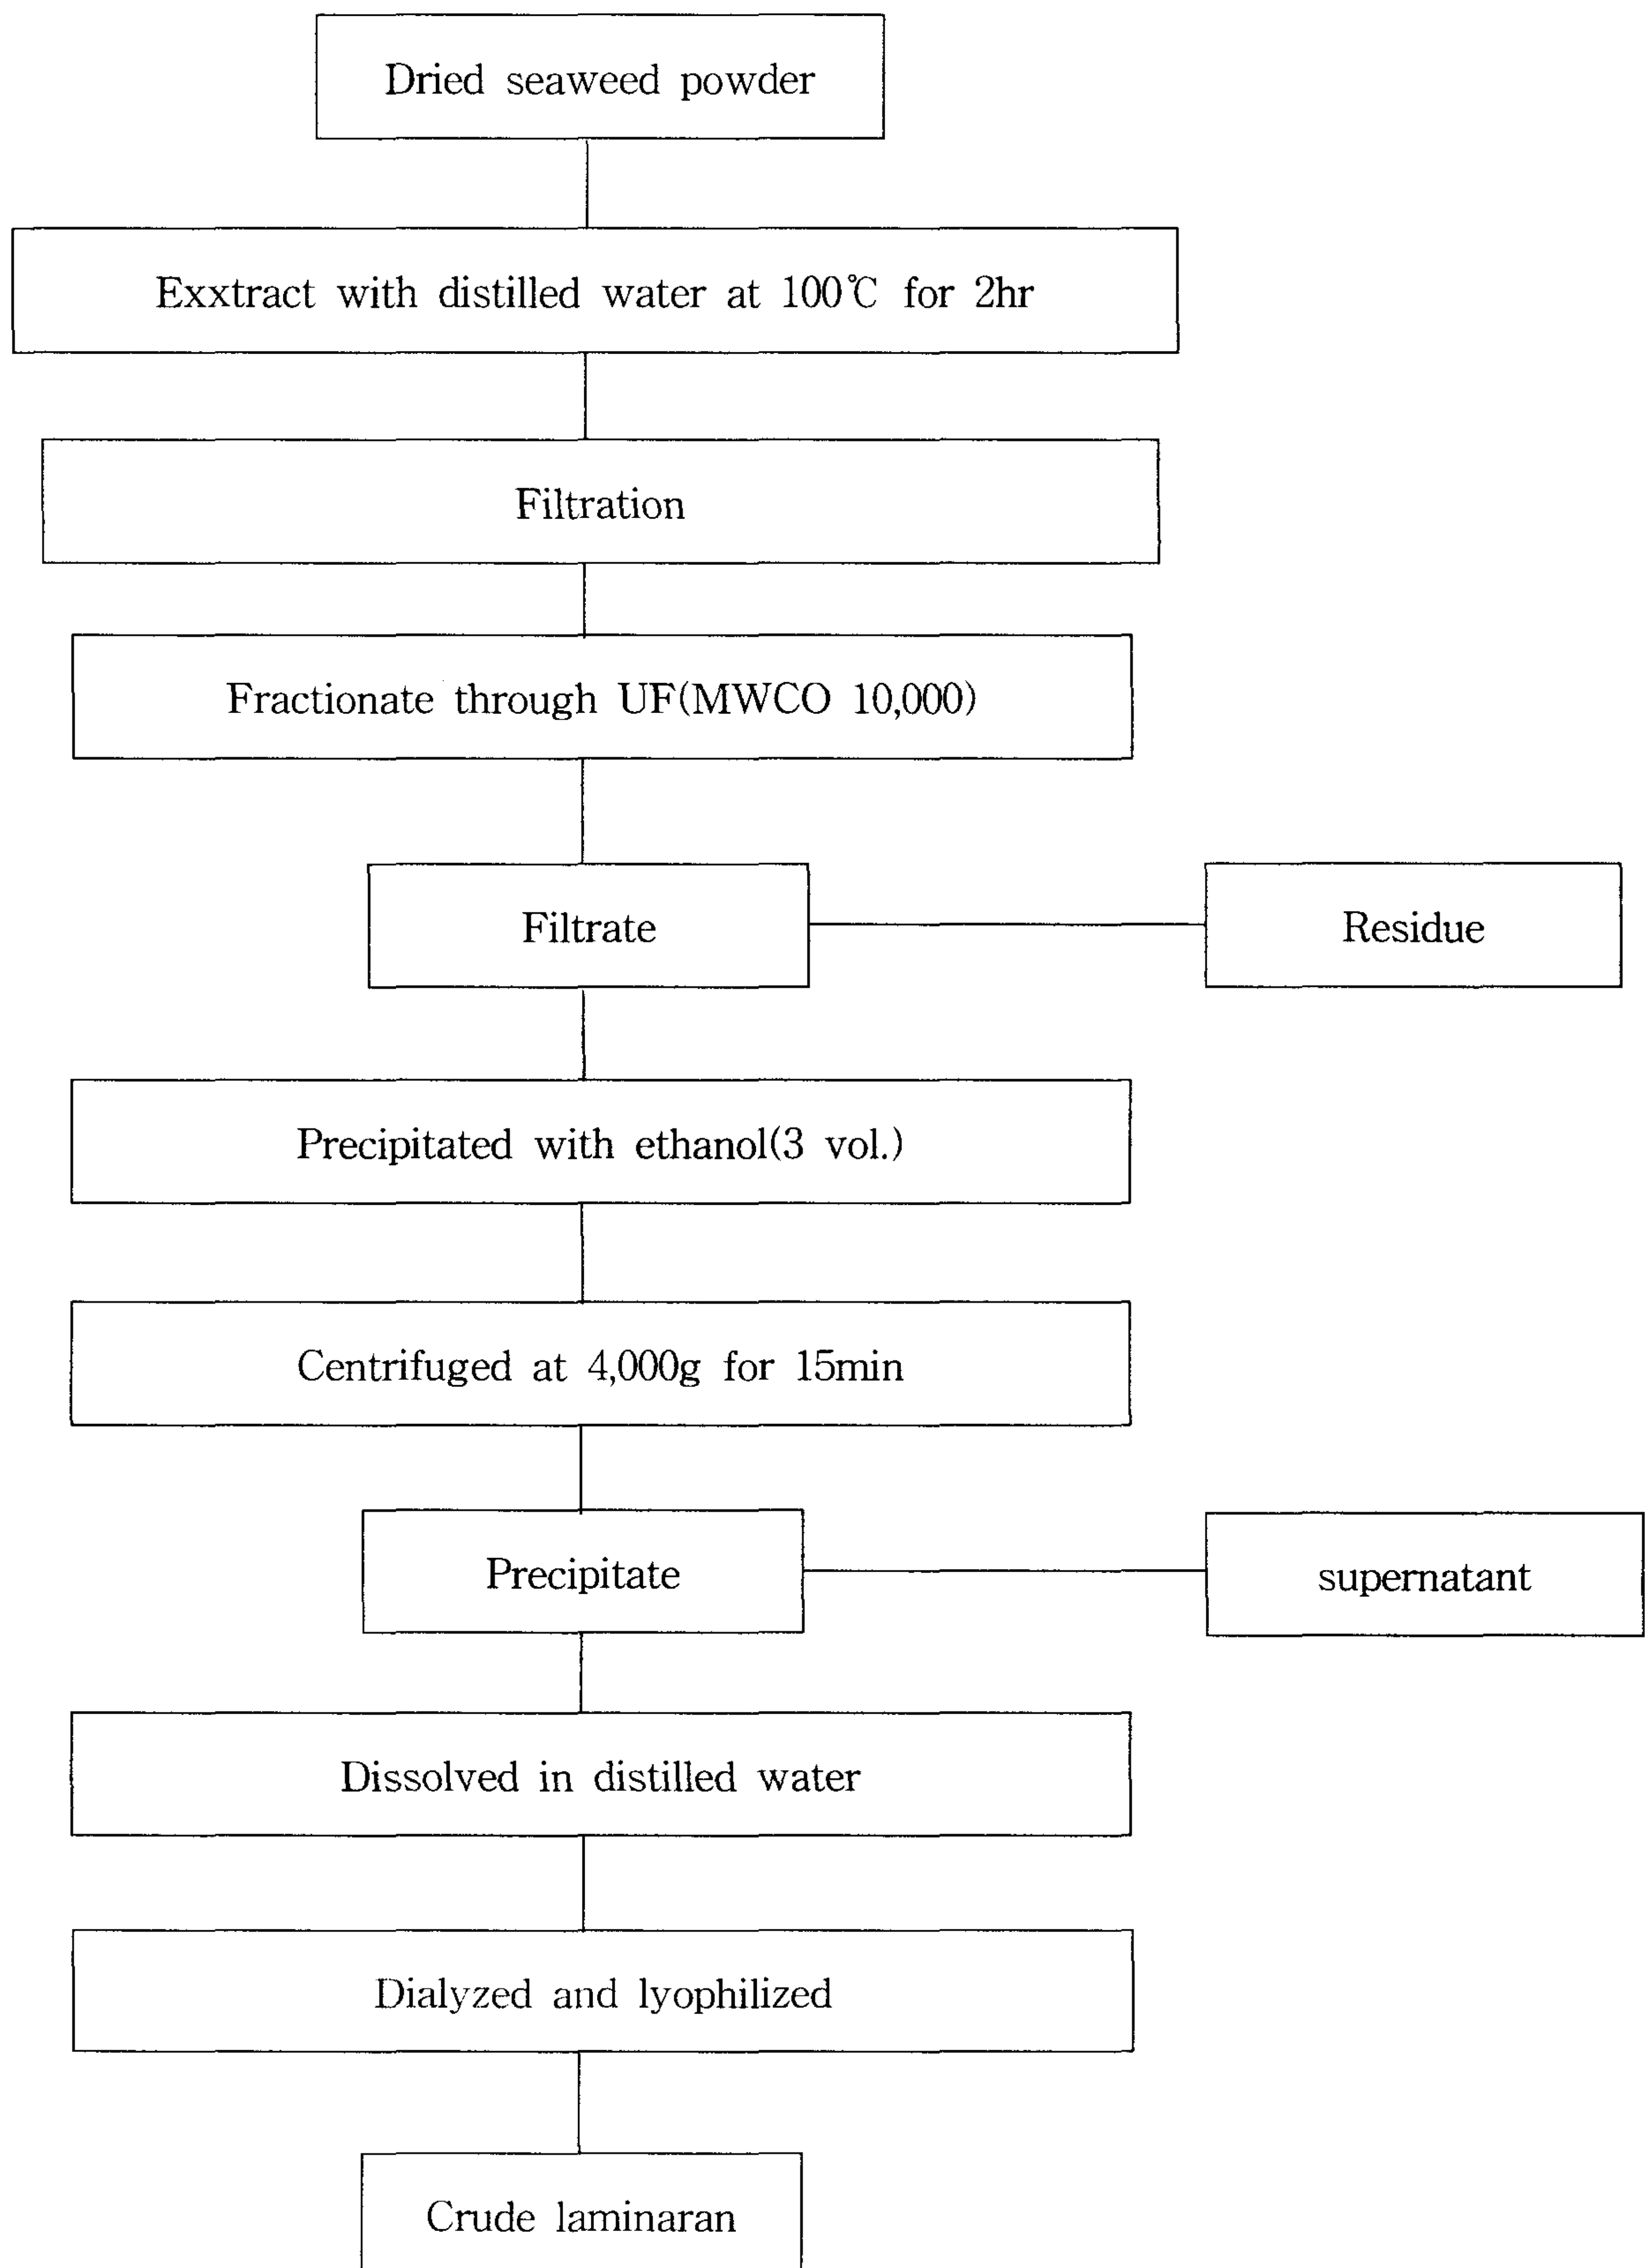 Dried seaweed powder
Exxtract with distilled water at 100℃ for 2hr
Filtration
Fractionate through UF(MWCO 10,000)
Filtrate
Residue
Precipitated with ethanol(3 vol.)
Centrifuged at 4,000g for 15min
Precipitate
supernatant
Dissolved in distilled water
Dialyzed and lyophilized
Crude laminaran